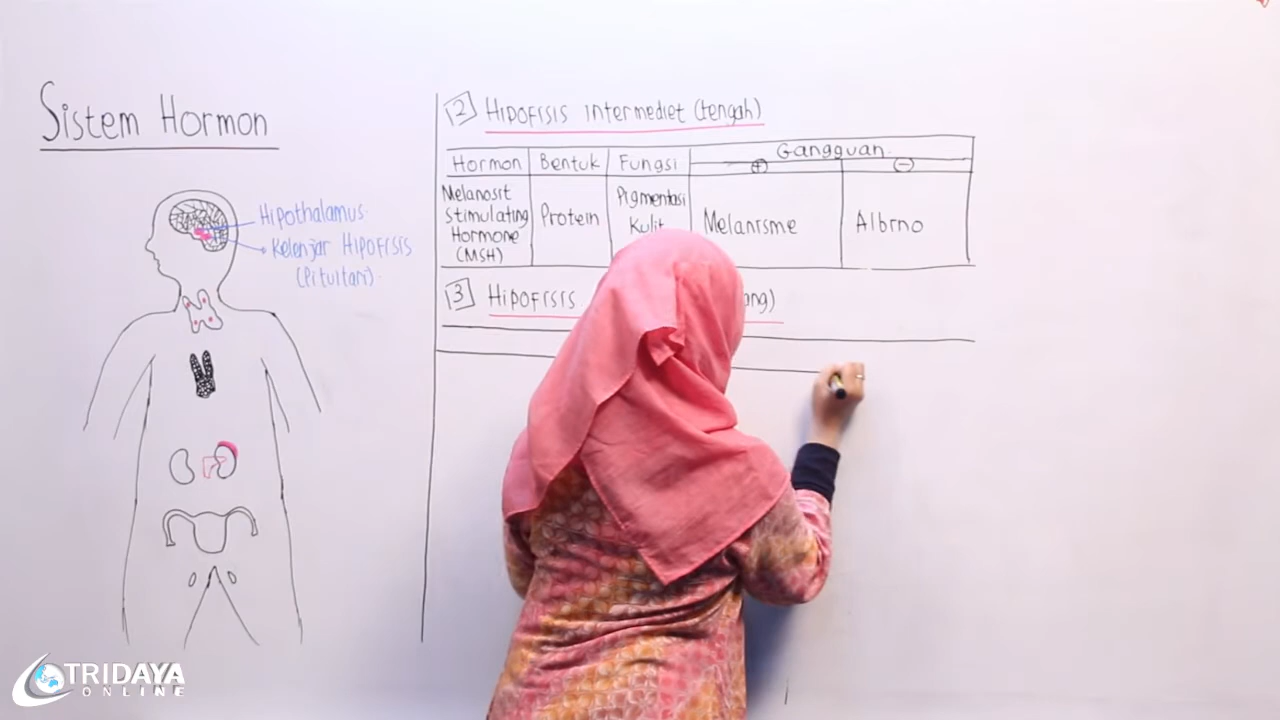 Sistem Hormon
Hipothalamus
Kelenjar Hipofisis
(Pituitari)
2 Hipofisis intermediet (tengah)
Hormon Bentuk Fungsi Gangguan
+ -
Melanosit
Stimulating
Hormone
(MSH)
Protein
Pigmentasi
Kulit
Melanisme
Albino
3 Hipofisis
TRIDAYA
ONLINE